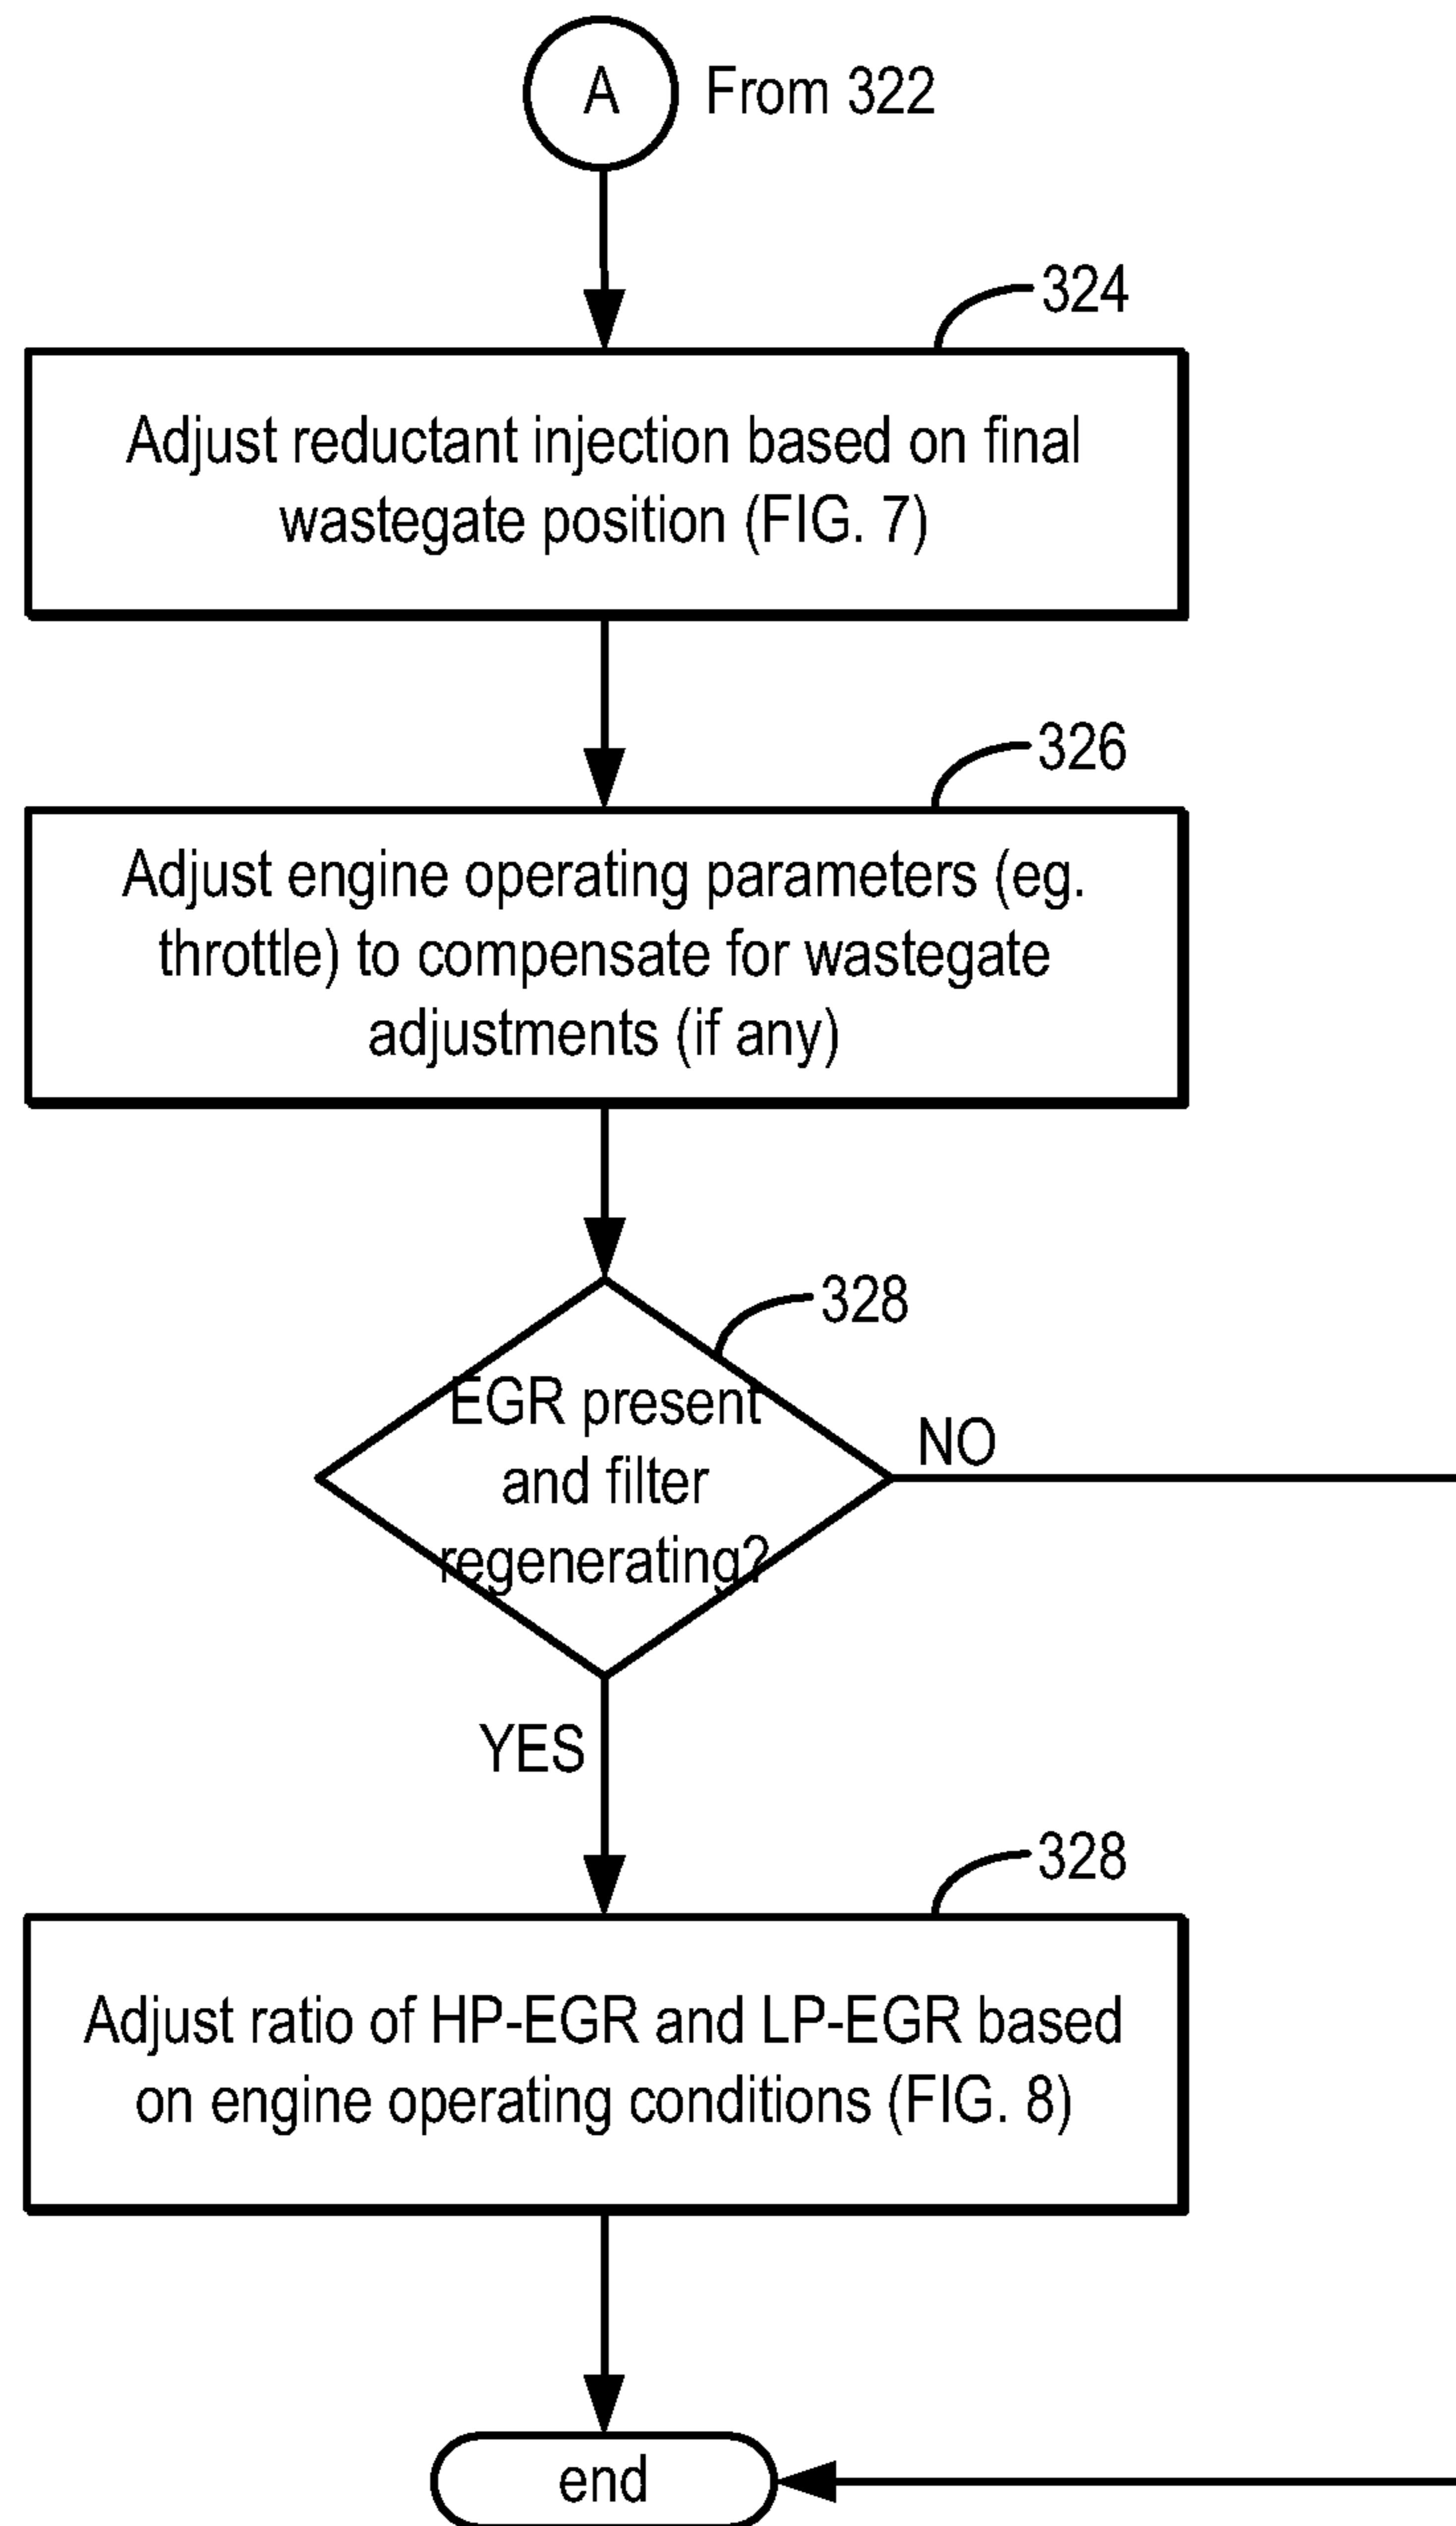 A From 322
324
Adjust reductant injection based on final
wastegate position (FIG. 7)
326
Adjust engine operating parameters (eg.
throttle) to compensate for wastegate
adjustments (if any)
328
EGR present
and filter
regenerating?
NO
YES
328
Adjust ratio of HP-EGR and LP-EGR based
on engine operating conditions (FIG. 8)
end